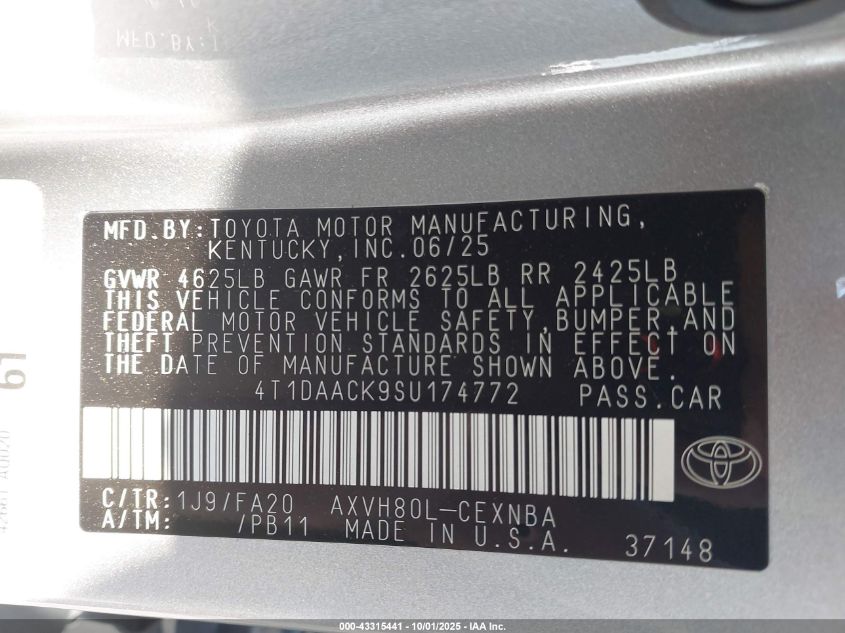 MFD.BY:TOYOTA MOTOR MANUFACTURING,
KENTUCKY,INC.06/25
GVWR 4625LB GAWR FR 2625LB RR 2425LB
THIS VEHICLE CONFORMS TO ALL APPLICABLE
FEDERAL MOTOR VEHICLE SAFETY,BUMPER,AND
THEFT PREVENTION STANDARDS IN EFFECT ON
THE DATE OF MANUFACTURE SHOWN ABOVE.
4T1DAACK9SU174772 PASS.CAR
C/TR:1J9/FA20 AXVH80L-CEXNBA
A/TM: /PB11 MADE IN U.S.A. 37148
61
000-43315441 - 10/01/2025 - IAA Inc.